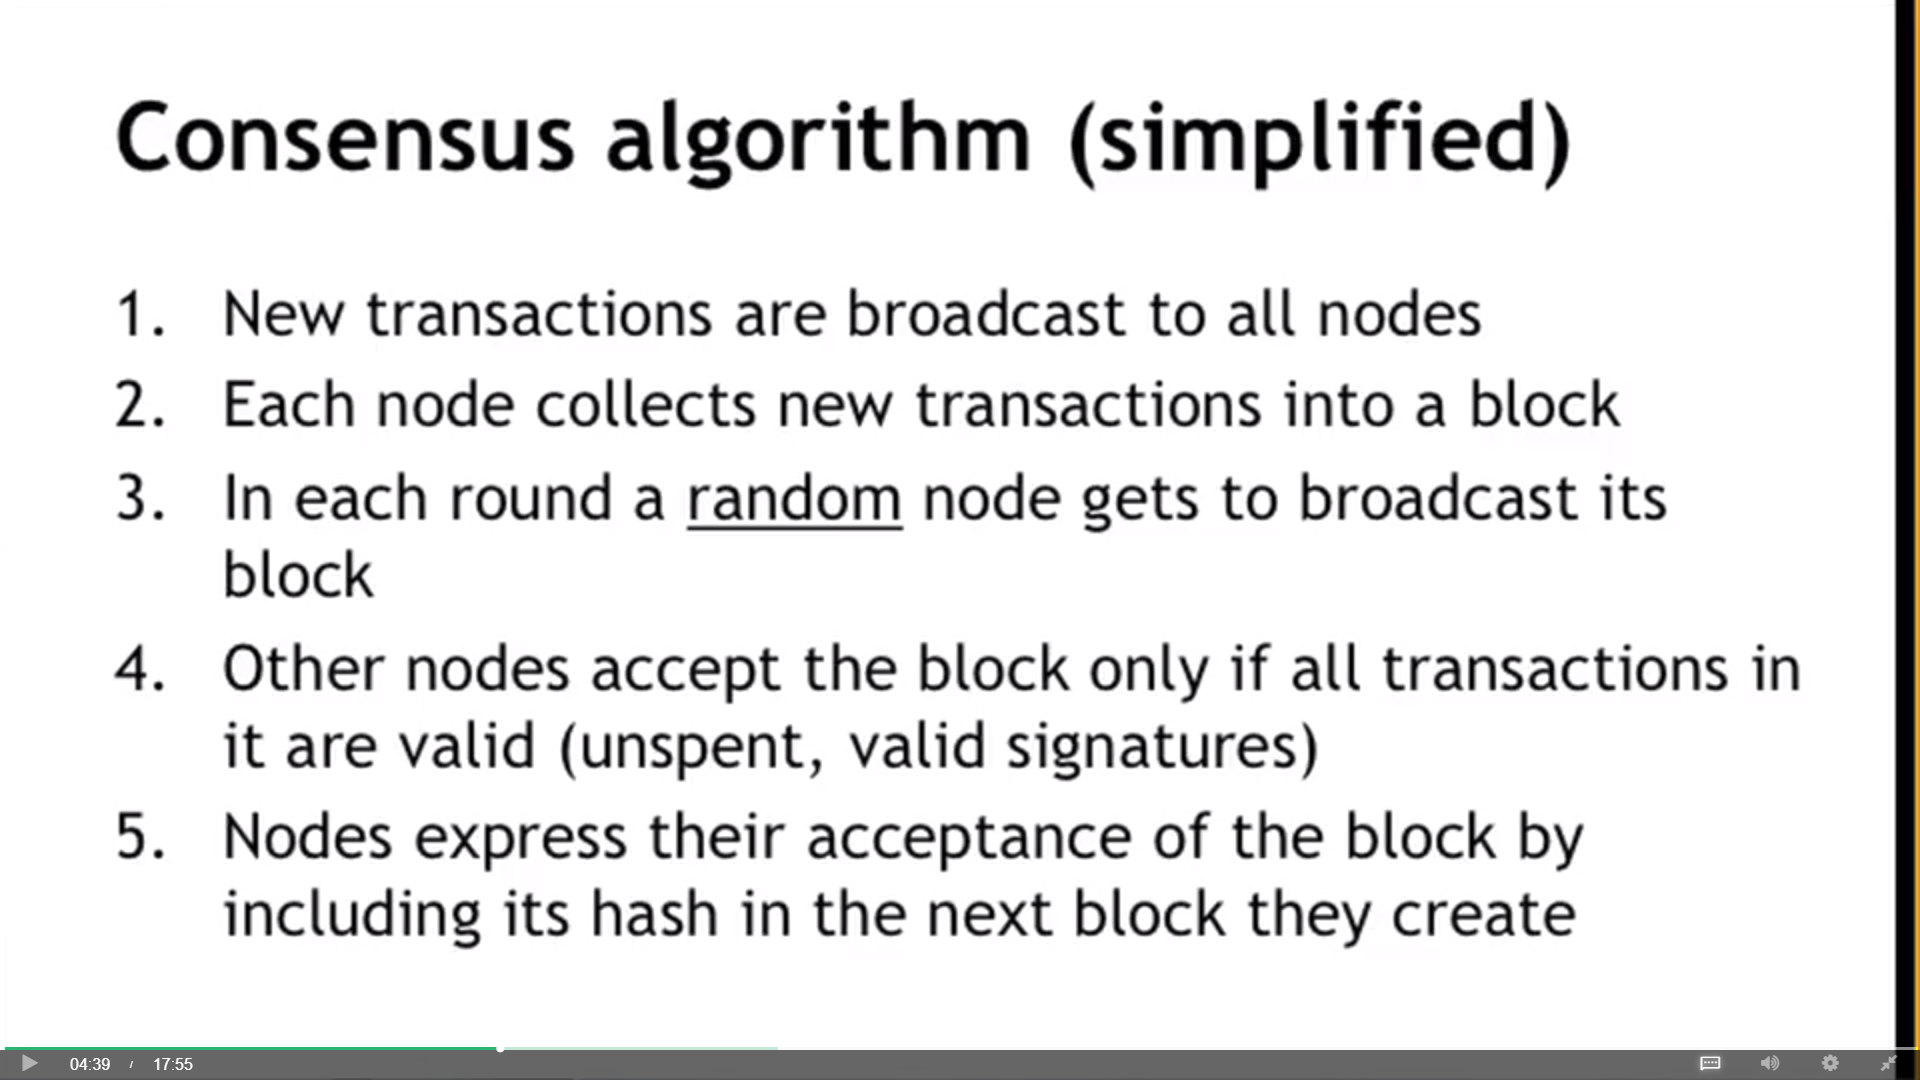 Consensus algorithm (simplified)
1. New transactions are broadcast to all nodes
2. Each node collects new transactions into a block
3. In each round a random node gets to broadcast its
block
4. Other nodes accept the block only if all transactions in
it are valid (unspent, valid signatures)
5. Nodes express their acceptance of the block by
including its hash in the next block they create
04:39 / 17:55